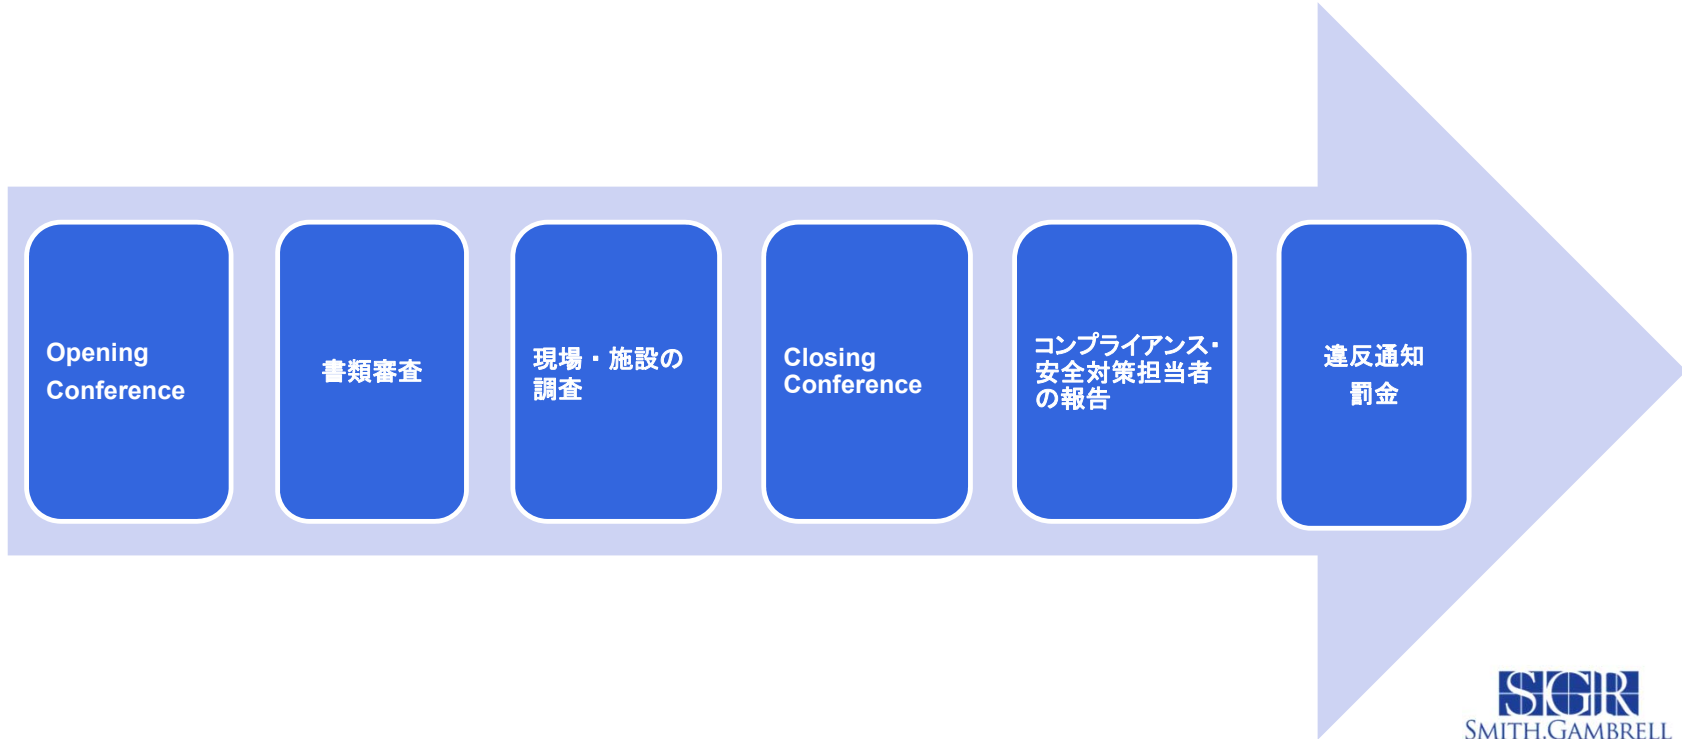 Opening
Conference
書類審査
現場・施設の
調査
Closing
Conference
コンプライアンス・
安全対策担当者
の報告
違反通知
罰金
SGR
SMITH, GAMBRELL